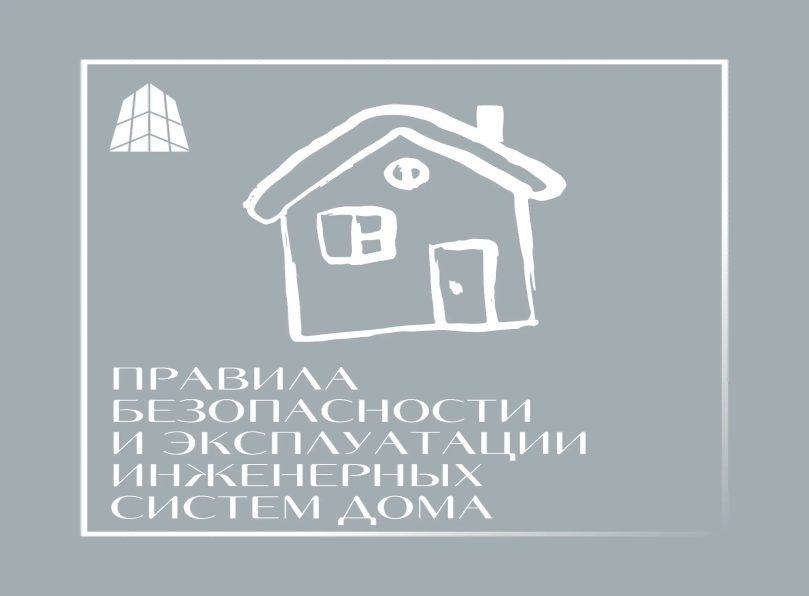 ПРАВИЛА
БЕЗОПАСНОСТИ
И ЭКСПЛУАТАЦИИ
ИНЖЕНЕРНЫХ
СИСТЕМ ДОМА